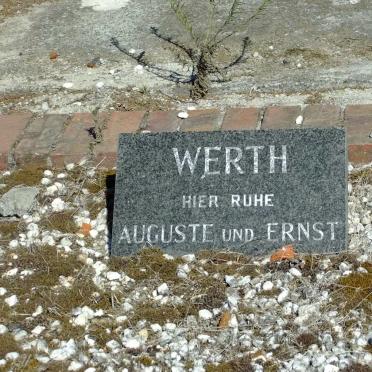 WERTH
HIER RUHE
AUGUSTE UND ERNST